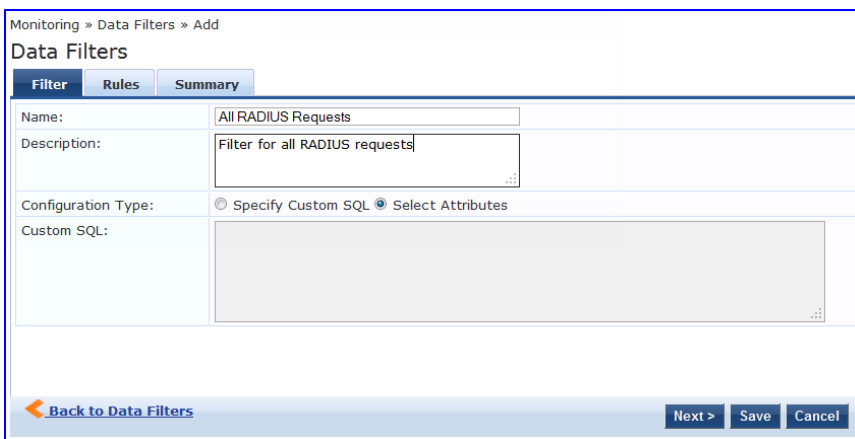 Monitoring » Data Filters » Add
Data Filters
Filter Rules Summary
Name: All RADIUS Requests
Description: Filter for all RADIUS requests
Configuration Type: Specify Custom SQL Select Attributes
Custom SQL:
Back to Data Filters Next > Save Cancel